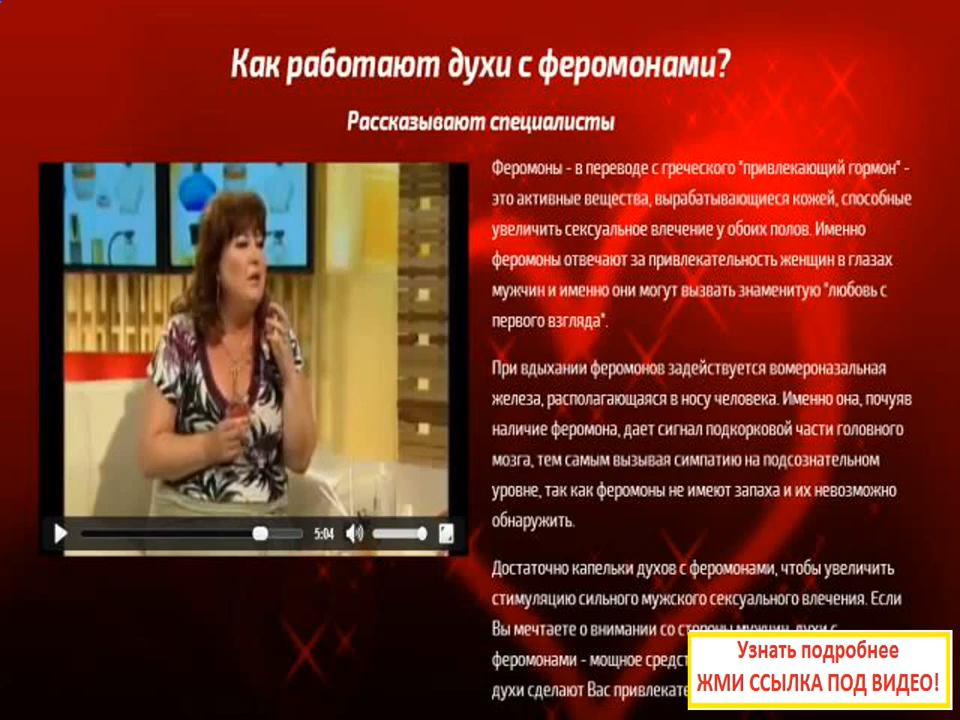 Как работают духи с феромонами?
Рассказывают специалисты
Феромоны - в переводе с греческого "привлекающий гормон" -
это активные вещества, вырабатывающиеся кожей, способные
увеличить сексуальное влечение у обоих полов. Именно
феромоны отвечают за привлекательность женщин в глазах
мужчин и именно они могут вызвать знаменитую "любовь с
первого взгляда".
При вдыхании феромонов задействуется вомероназальная
железа, располагающаяся в носу человека. Именно она, почуяв
наличие феромона, дает сигнал подкорковой части головного
мозга, тем самым вызывая симпатию на подсознательном
уровне, так как феромоны не имеют запаха и их невозможно
обнаружить.
Достаточно капельки духов с феромонами, чтобы увеличить
стимуляцию сильного мужского сексуального влечения. Если
Вы мечтаете о внимании со стороны мужчин, духи с
феромонами - мощное
духи сделают Вас
5:04
Узнать подробнее
ЖМИ ССЫЛКА ПОД ВИДЕО!